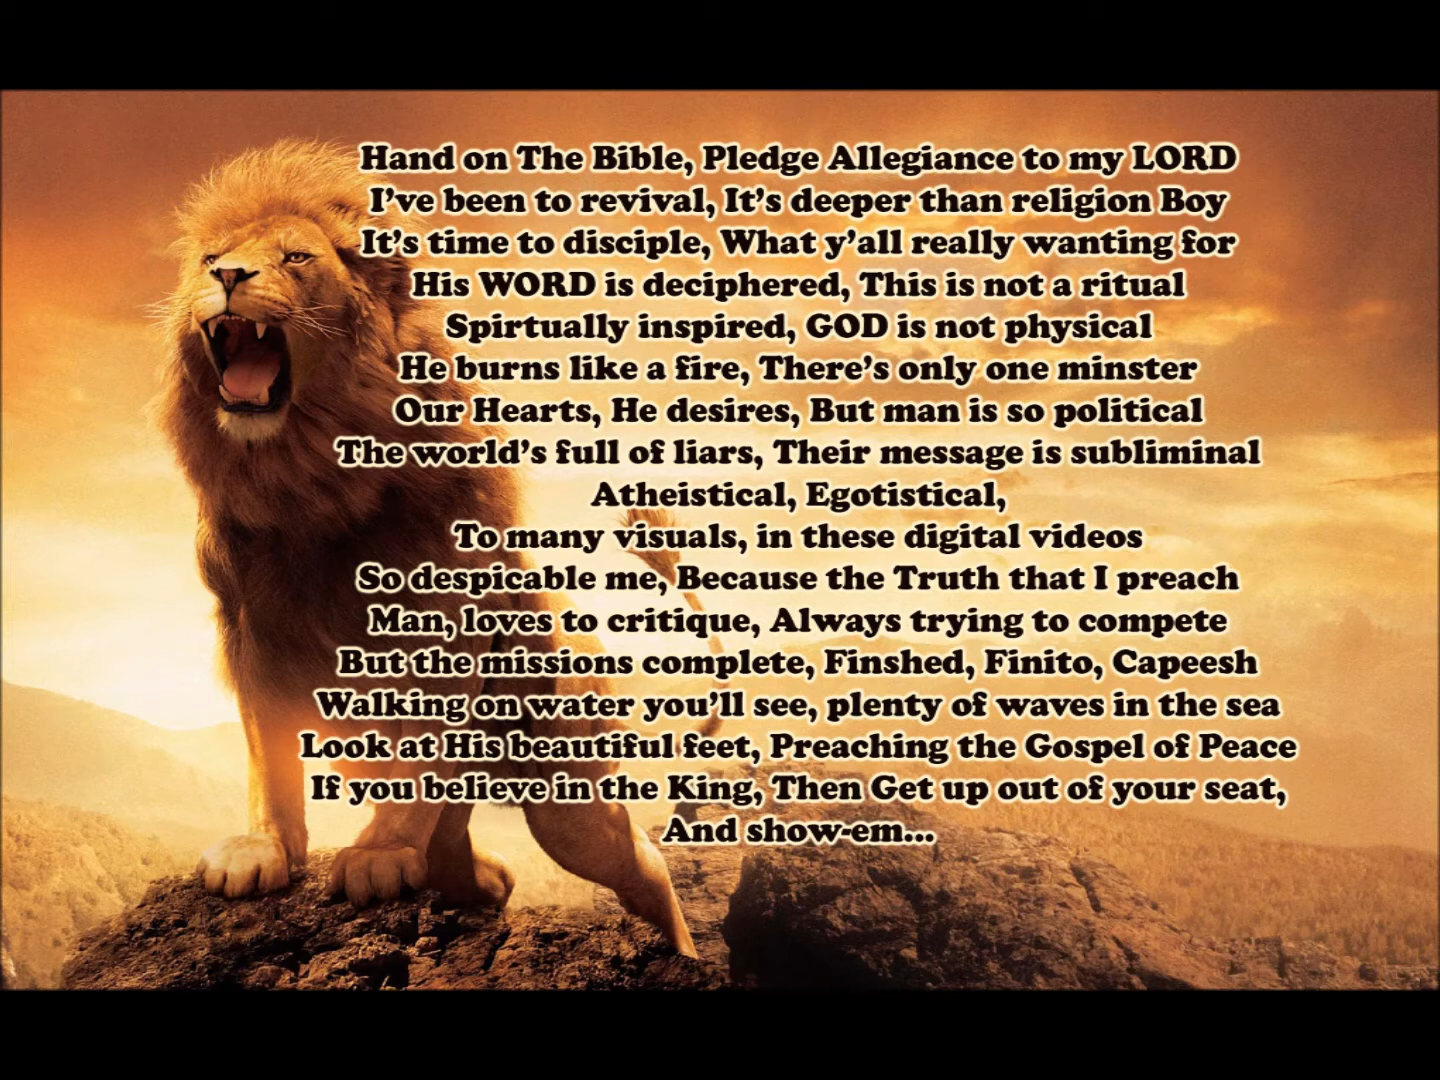 Hand on The Bible, Pledge Allegiance to my LORD
I've been to revival, It's deeper than religion Boy
It's time to disciple, What y'all really wanting for
His WORD is deciphered, This is not a ritual
Spirtually inspired, GOD is not physical
He burns like a fire, There's only one minster
Our Hearts, He desires, But man is so political
The world's full of liars, Their message is subliminal
Atheistical, Egotistical,
To many visuals, in these digital videos
So despicable me, Because the Truth that I preach
Man, loves to critique, Always trying to compete
But the missions complete, Finshed, Finito, Capeesh
Walking on water you'll see, plenty of waves in the sea
Look at His beautiful feet, Preaching the Gospel of Peace
If you believe in the King, Then Get up out of your seat,
And show-em...